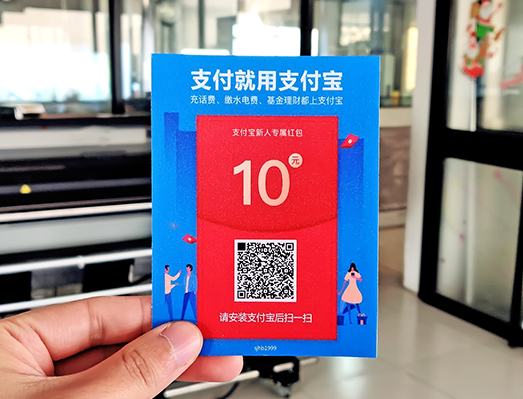 支付就用支付宝
充话费、缴水电费、基金理财都上支付宝
支付宝新人专属红包
10元
请安装支付宝后扫一扫
sjhb1999